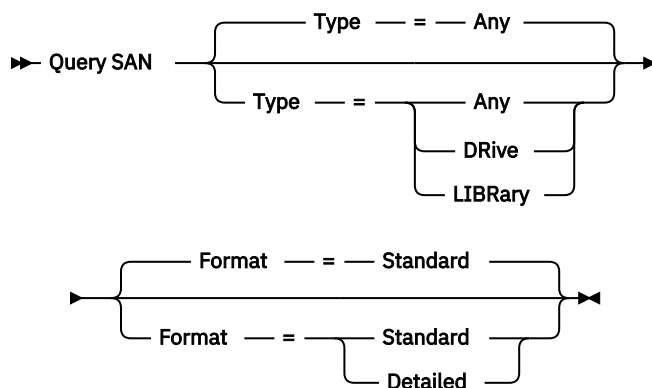 Type = Any
Query SAN
Type = Any
DRive
LIBRary
Format = Standard
Format = Standard
Detailed